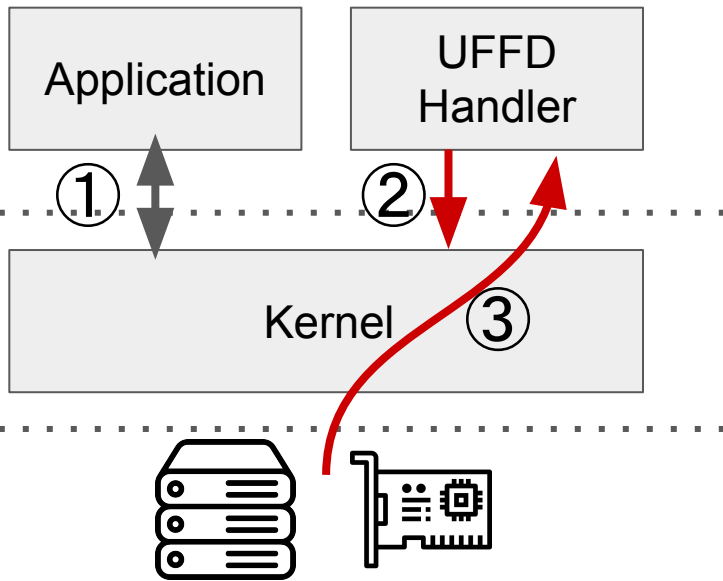 Application
UFFD
Handler
①
②
Kernel
③